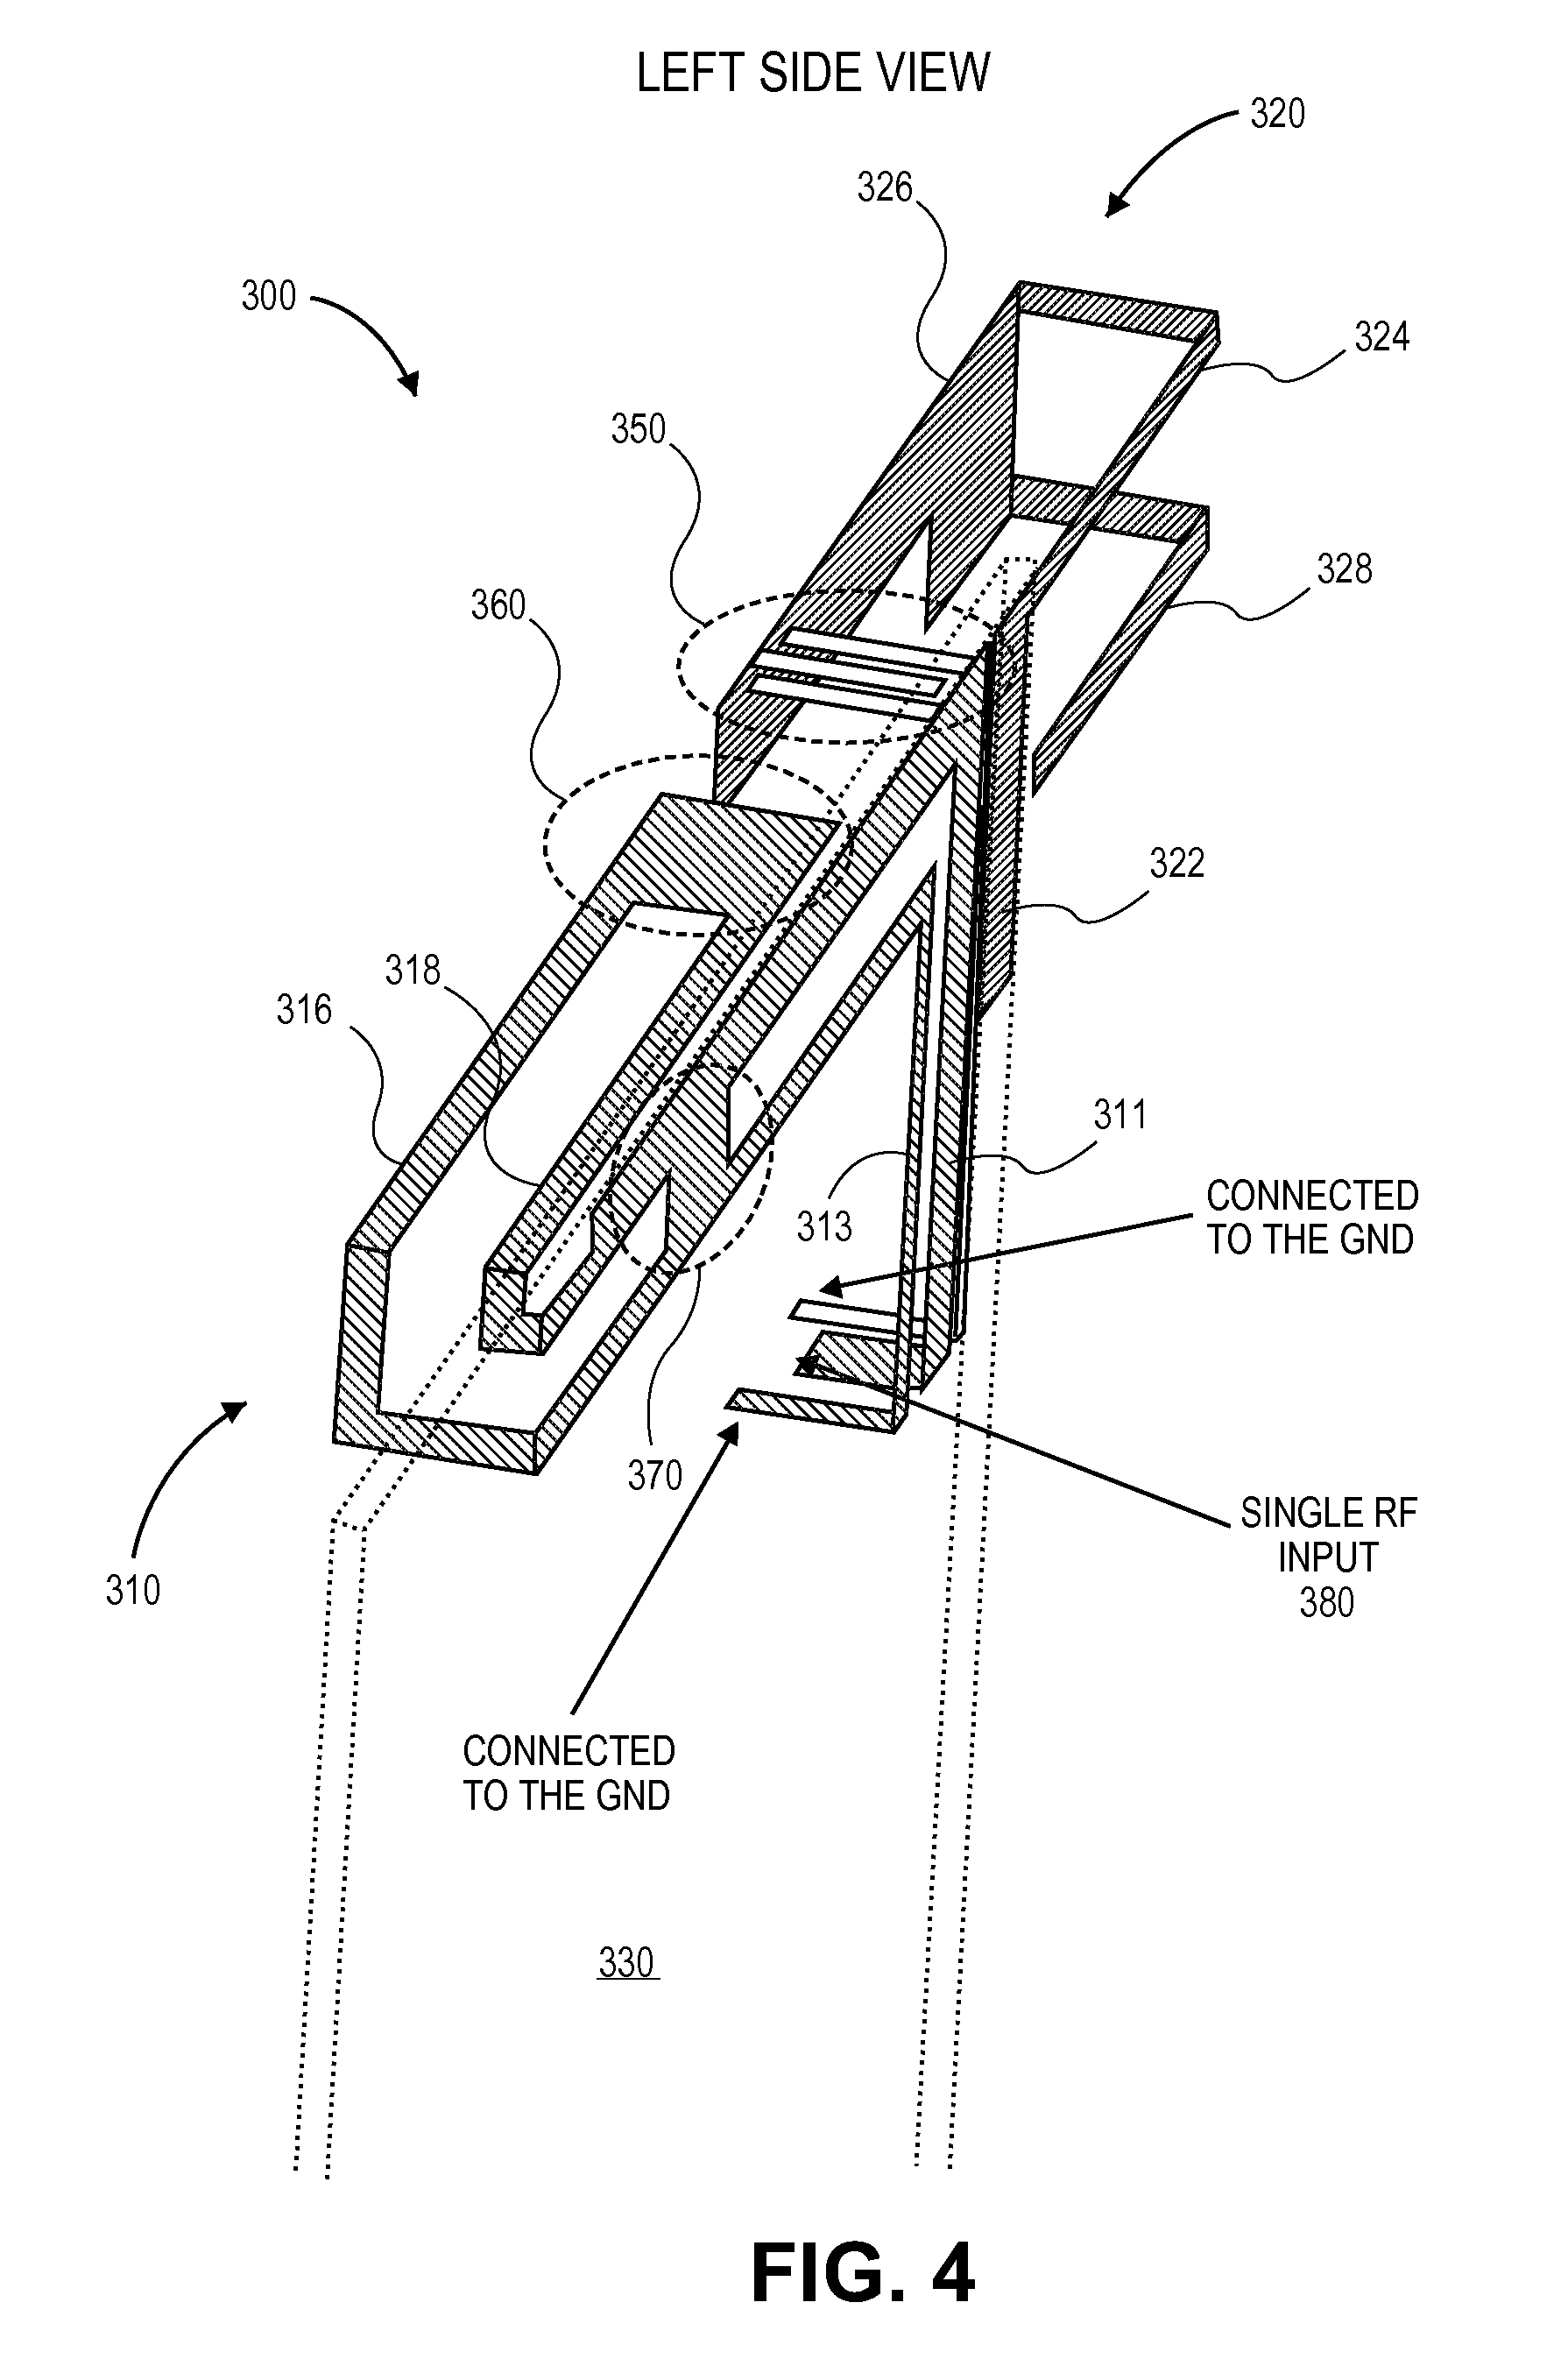 LEFT SIDE VIEW
320
326
300
324
350
328
360
322
318
316
311
CONNECTED
TO THE GND
313
370
SINGLE RF
INPUT
380
310
CONNECTED
TO THE GND
330
FIG. 4